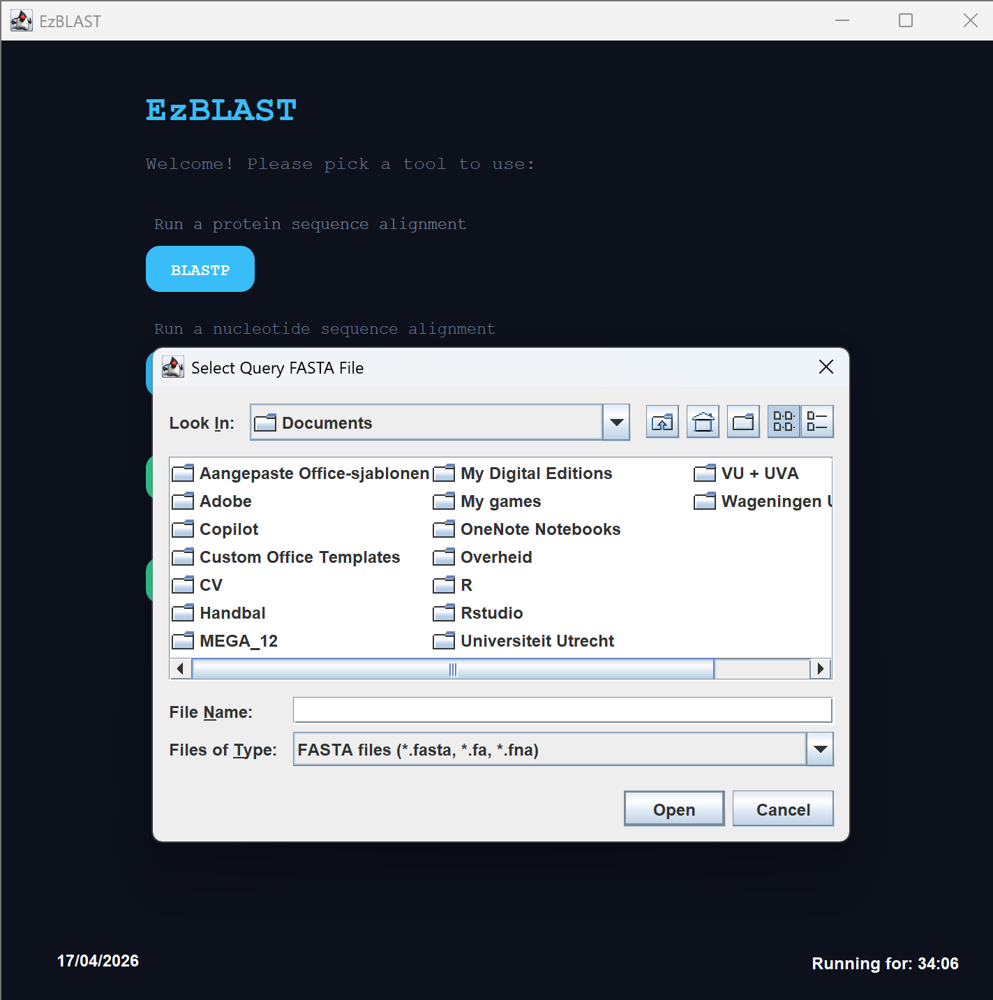 EzBLAST
EzBLAST
Welcome! Please pick a tool to use:
Run a protein sequence alignment
BLASTP
Run a nucleotide sequence alignment
Select Query FASTA File
Look In: Documents
Aangepaste Office-sjablonen My Digital Editions VU + UVA
Adobe My games Wageningen
Copilot OneNote Notebooks
Custom Office Templates Overheid
CV R
Handbal Rstudio
MEGA_12 Universiteit Utrecht
File Name:
Files of Type: FASTA files (*.fasta, *.fa, *.fna)
Open Cancel
17/04/2026
Running for: 34:06